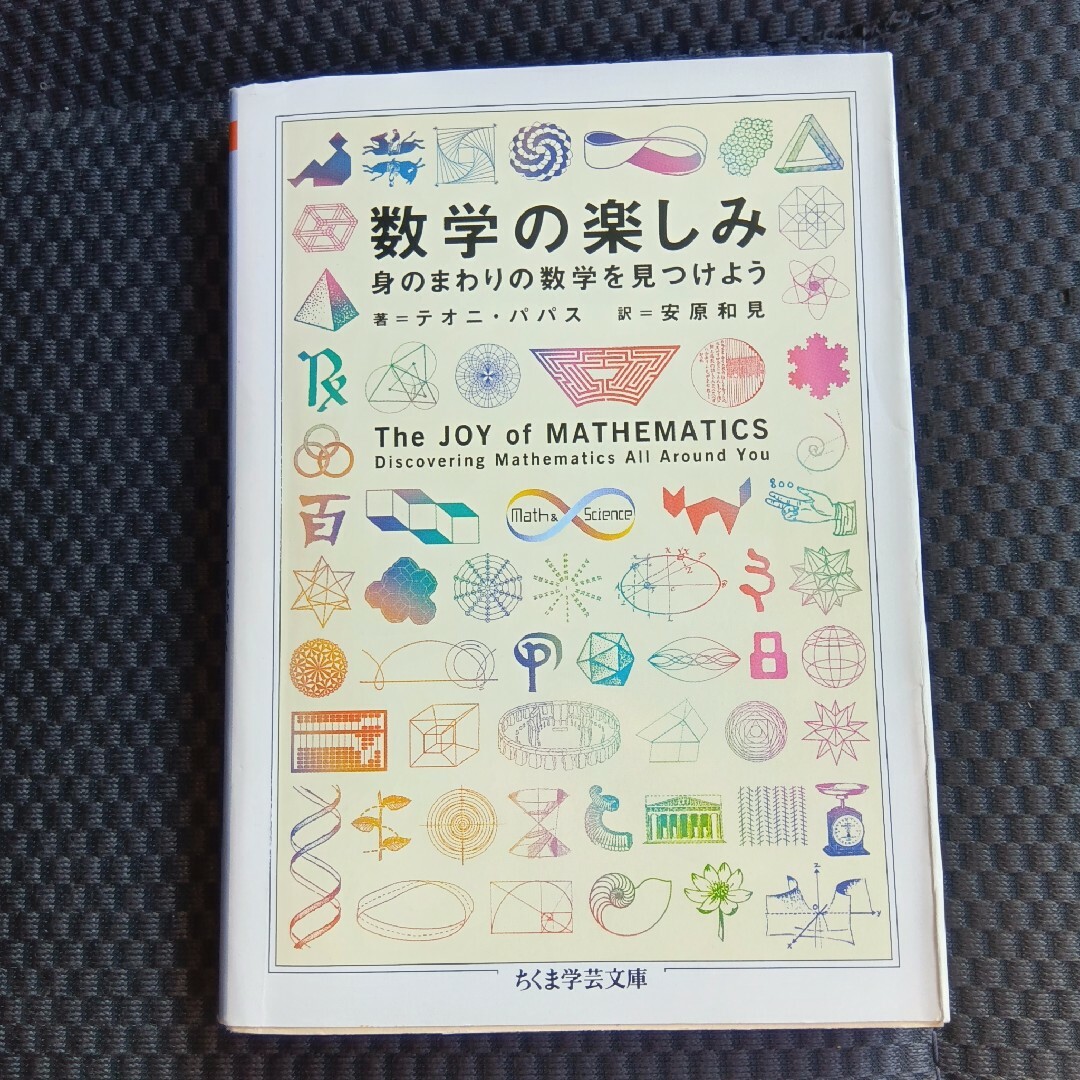 数学の楽しみ
身のまわりの数学を見つけよう
著=テオニ・パパス 訳=安原和見
The JOY of MATHEMATICS
Discovering Mathematics All Around You
800
百
Math & Science
ちくま学芸文庫